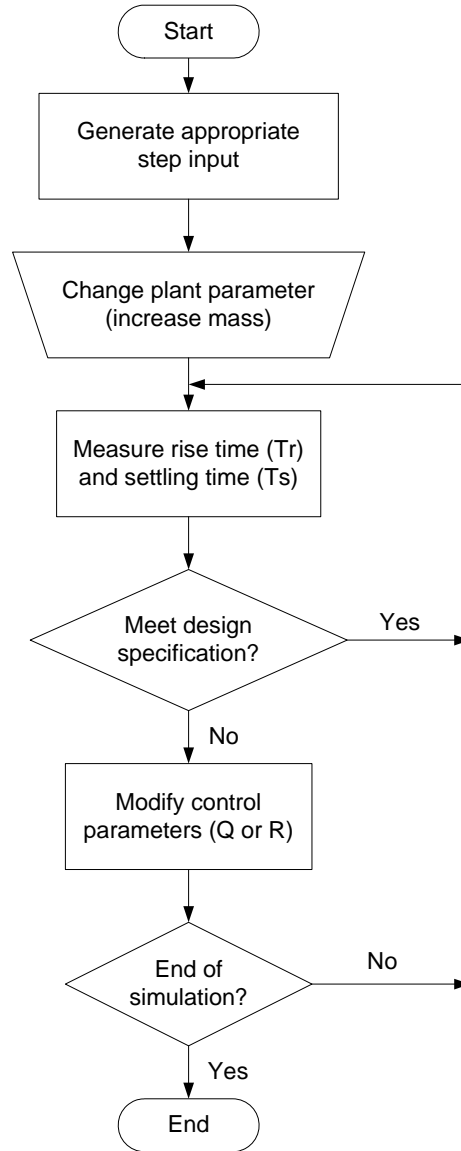 Start
Generate appropriate
step input
Change plant parameter
(increase mass)
Measure rise time (Tr)
and settling time (Ts)
Meet design
specification?
Yes
No
Modify control
parameters (Q or R)
End of
simulation?
No
Yes
End